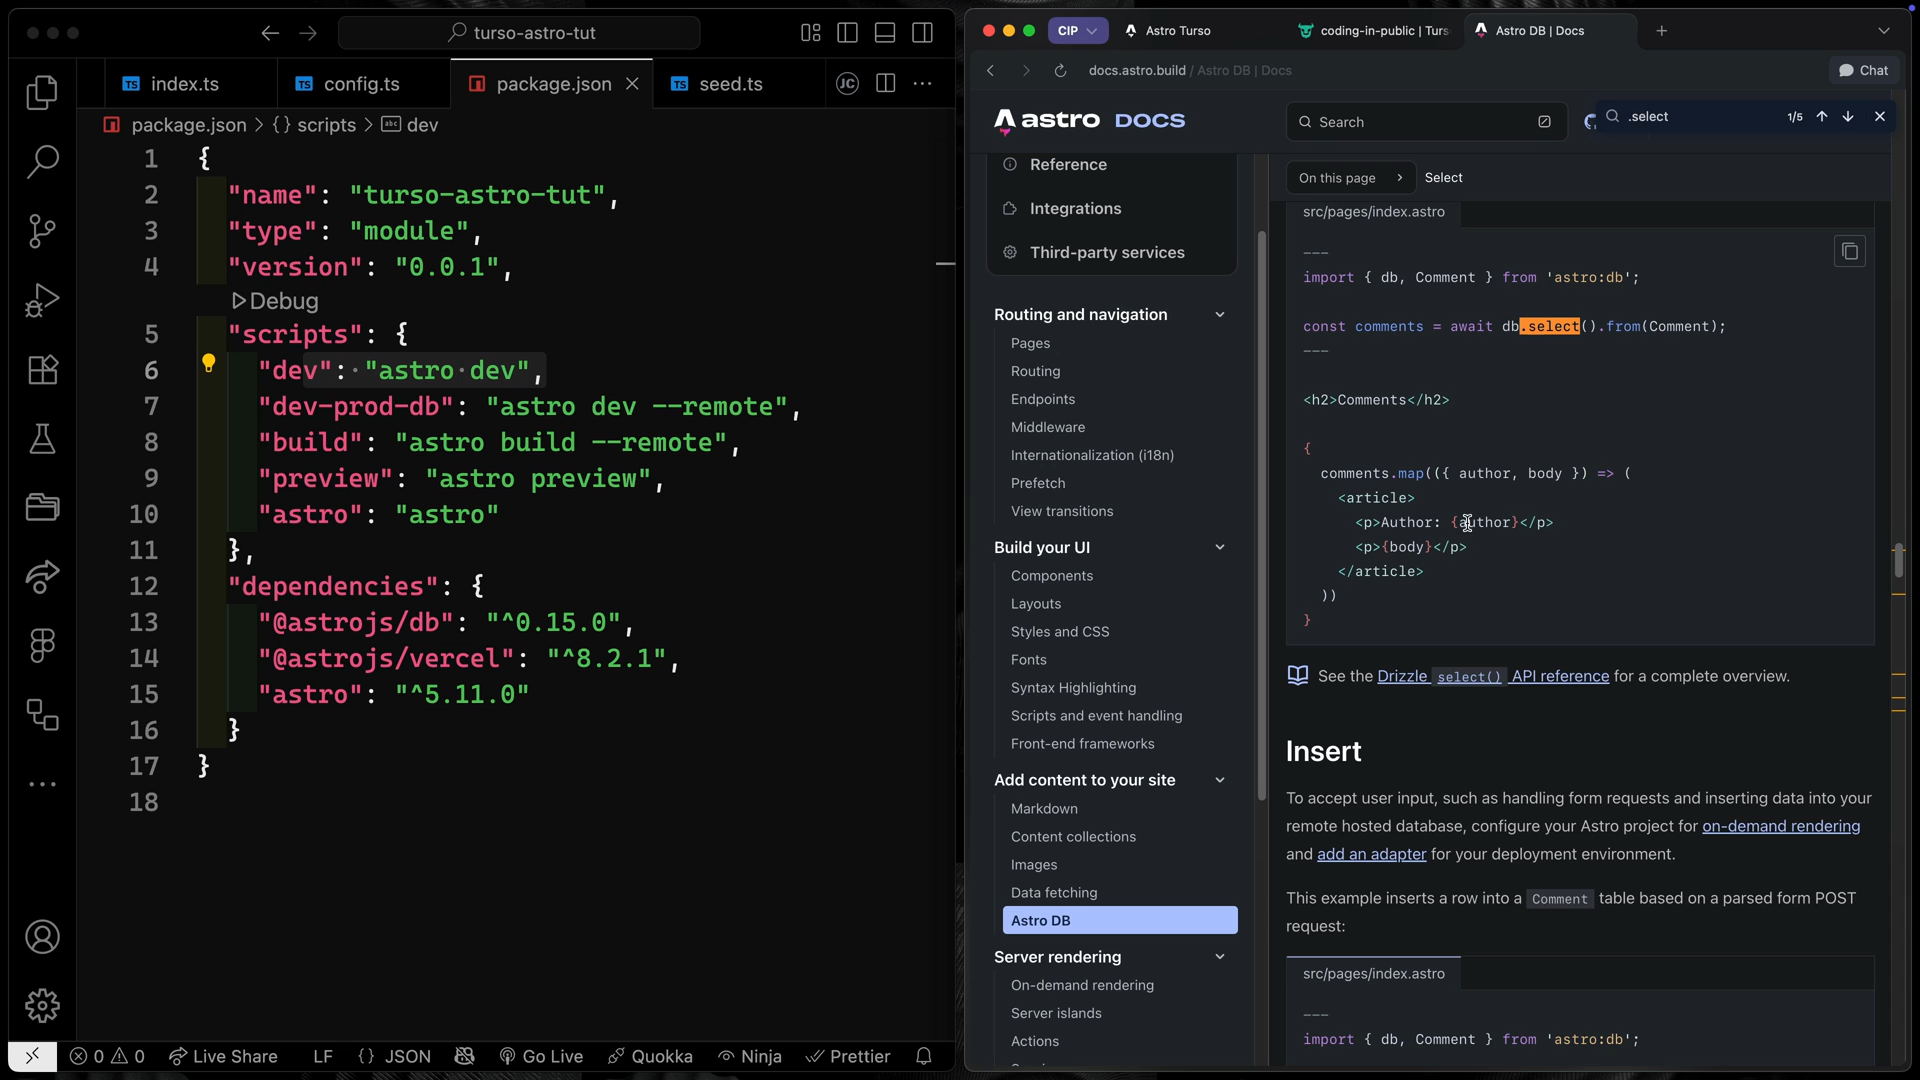 turso-astro-tut
index.ts
config.ts
package.json
seed.ts
JC
package.json > {} scripts > dev
1 {
2 "name": "turso-astro-tut",
3 "type": "module",
4 "version": "0.0.1",
Debug
5 "scripts": {
6 "dev": "astro dev",
7 "dev-prod-db": "astro dev --remote",
8 "build": "astro build --remote",
9 "preview": "astro preview",
10 "astro": "astro"
11 },
12 "dependencies": {
13 "@astrojs/db": "^0.15.0",
14 "@astrojs/vercel": "^8.2.1",
15 "astro": "^5.11.0"
16 }
17 }
18
0 0 Live Share LF {} JSON Go Live Quokka Ninja Prettier
CIP
Astro Turso
coding-in-public | Turs
Astro DB | Docs
docs.astro.build / Astro DB | Docs
Chat
astro DOCS
Search
.select
1/5
Reference
Integrations
Third-party services
Routing and navigation
Pages
Routing
Endpoints
Middleware
Internationalization (i18n)
Prefetch
View transitions
Build your UI
Components
Layouts
Styles and CSS
Fonts
Syntax Highlighting
Scripts and event handling
Front-end frameworks
Add content to your site
Markdown
Content collections
Images
Data fetching
Astro DB
Server rendering
On-demand rendering
Server islands
Actions
On this page > Select
src/pages/index.astro
---
import { db, Comment } from 'astro:db';
const comments = await db.select().from(Comment);
---
<h2>Comments</h2>
{
comments.map(({ author, body }) => (
<article>
<p>Author: {author}</p>
<p>{body}</p>
</article>
))
}
See the Drizzle select() API reference for a complete overview.
Insert
To accept user input, such as handling form requests and inserting data into your
remote hosted database, configure your Astro project for on-demand rendering
and add an adapter for your deployment environment.
This example inserts a row into a Comment table based on a parsed form POST
request:
src/pages/index.astro
---
import { db, Comment } from 'astro:db';